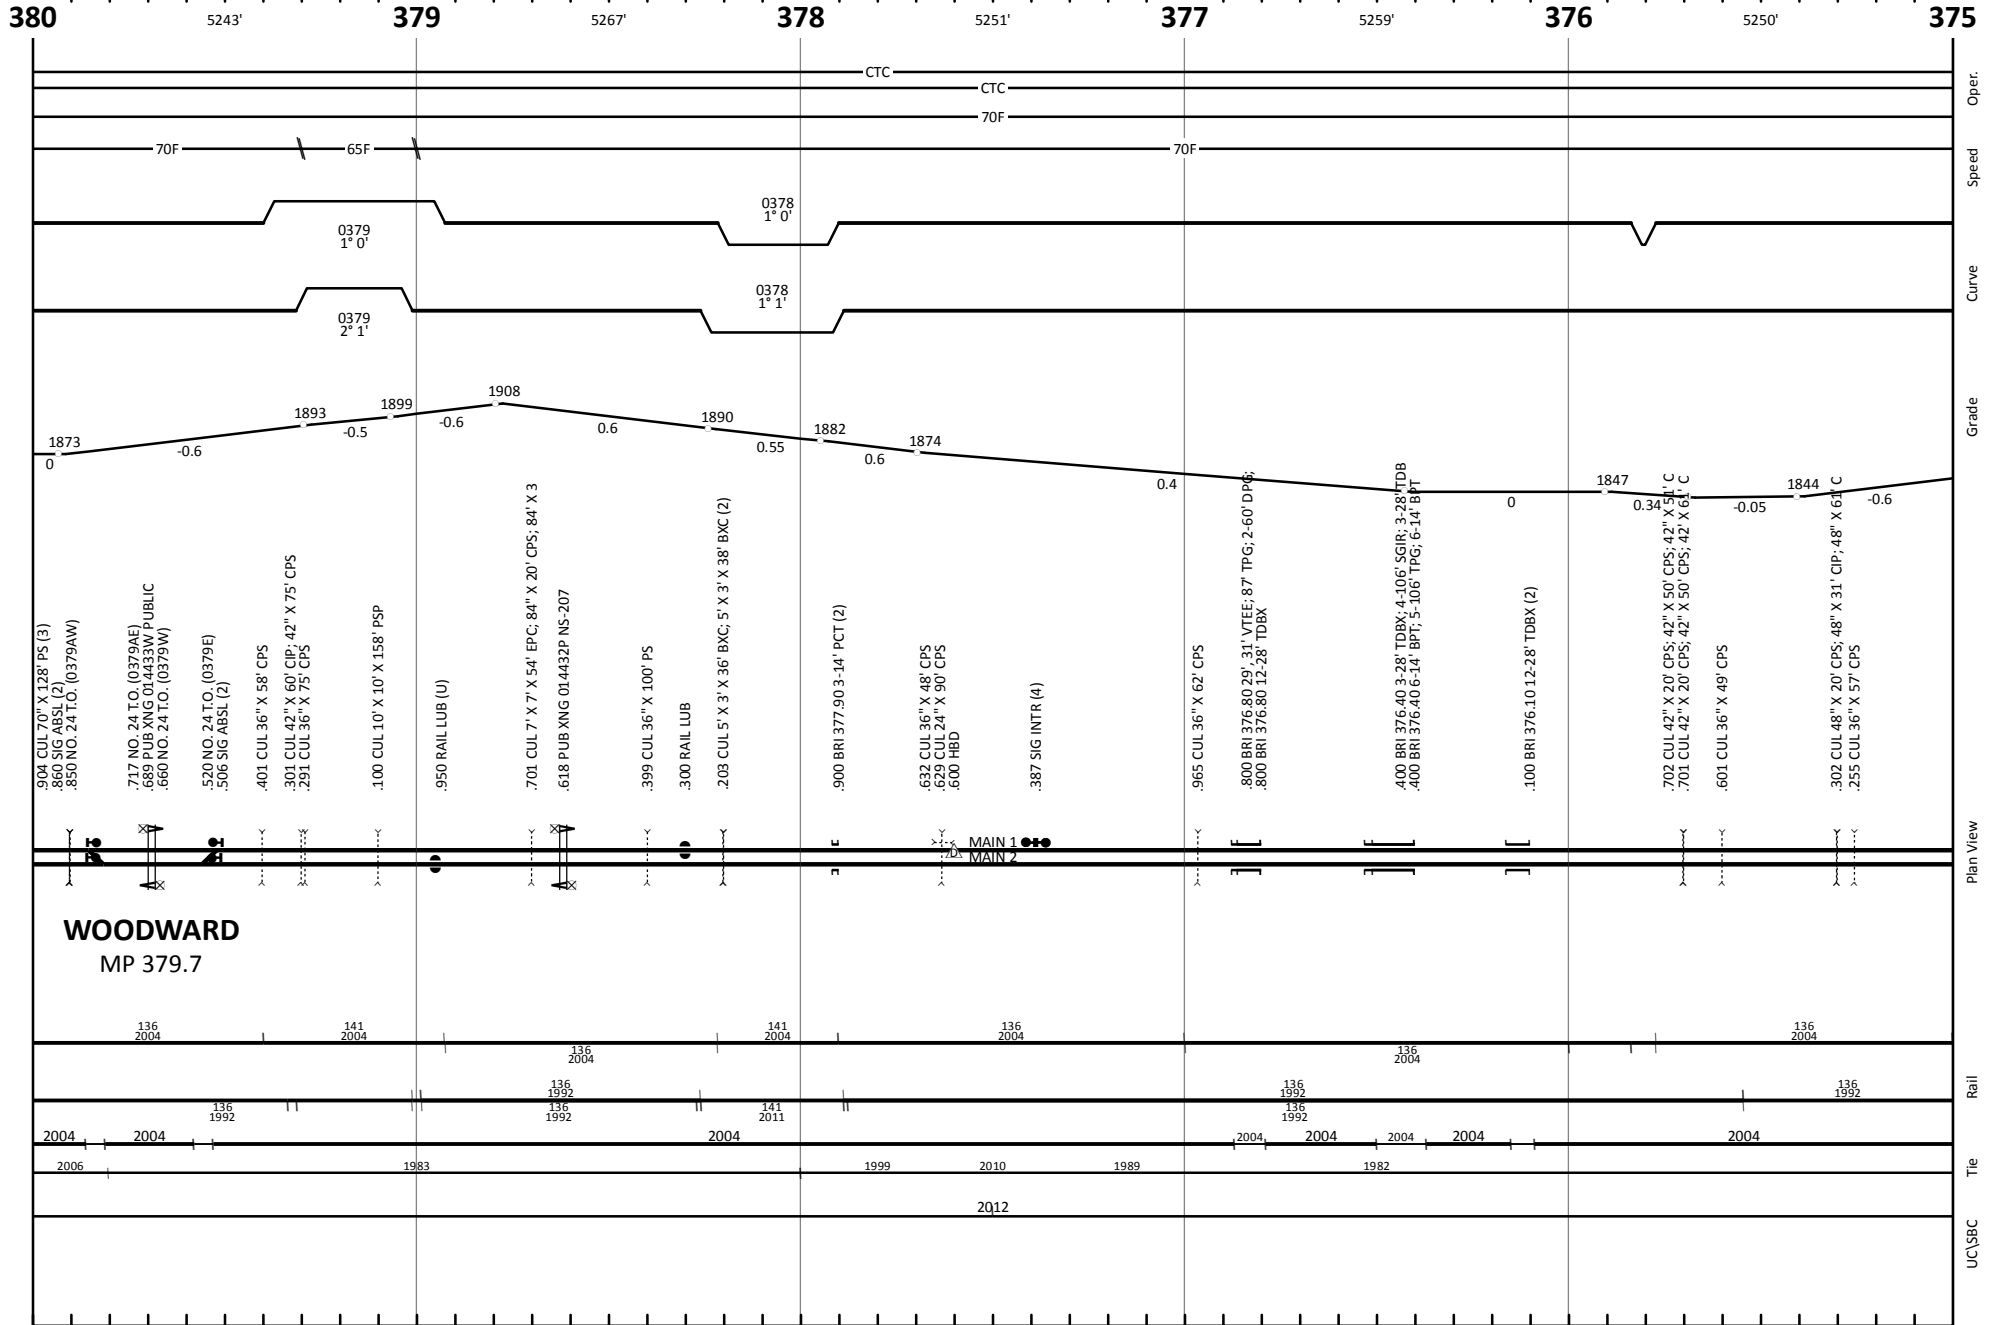 380
5243'
379
5267'
378
5251'
377
5259'
376
5250'
375
CTC
CTC
70F
70F
65F
70F
Oper.
Speed
0379
1° 0'
0378
1° 0'
0379
2° 1'
0378
1° 1'
Curve
1873
1893
1899
1908
1890
1882
1874
1847
1844
0
-0.6
-0.5
-0.6
0.6
0.55
0.6
0.4
0
0.34
-0.05
-0.6
Grade
.904 CUL 70" X 128' PS (3)
.860 SIG ABSL (2)
.850 NO. 24 T.O. (0379AW)
.717 NO. 24 T.O. (0379AE)
.689 PUB XNG 014433W PUBLIC
.660 NO. 24 T.O. (0379W)
.520 NO. 24 T.O. (0379E)
.506 SIG ABSL (2)
.401 CUL 36" X 58' CPS
.301 CUL 42" X 60' CIP; 42" X 75' CPS
.291 CUL 36" X 75' CPS
.100 CUL 10' X 10' X 158' PSP
.950 RAIL LUB (U)
.701 CUL 7' X 7' X 54' EPC; 84" X 20' CPS; 84' X 3
.618 PUB XNG 014432P NS-207
.399 CUL 36" X 100' PS
.300 RAIL LUB
.203 CUL 5' X 3' X 36' BXC; 5' X 3' X 38' BXC (2)
.900 BRI 377.90 3-14' PCT (2)
.632 CUL 36" X 48' CPS
.629 CUL 24" X 90' CPS
.600 HBD
.387 SIG INTR (4)
.965 CUL 36" X 62' CPS
.800 BRI 376.80 29', 31' VTEE; 87' TPG; 2-60' DPG;
.800 BRI 376.80 12-28' TDBX
.400 BRI 376.40 3-28' TDBX; 4-106' SGIR; 3-28' TDB
.400 BRI 376.40 6-14' BPT; 5-106' TPG; 6-14' BPT
.100 BRI 376.10 12-28' TDBX (2)
.702 CUL 42" X 20' CPS; 42" X 50' CPS; 42" X 51' C
.701 CUL 42" X 20' CPS; 42" X 50' CPS; 42' X 61' C
.601 CUL 36" X 49' CPS
.302 CUL 48" X 20' CPS; 48" X 31' CIP; 48" X 61' C
.255 CUL 36" X 57' CPS
MAIN 1
D
MAIN 2
Plan View
WOODWARD
MP 379.7
136
2004
141
2004
136
2004
141
2004
136
2004
136
2004
136
2004
136
1992
136
1992
136
1992
136
1992
141
2011
136
1992
136
1992
Rail
2004
2004
2004
2004
2004
2004
2004
2004
2006
1983
1999
2010
1989
1982
Tie
2012
UC\SBC